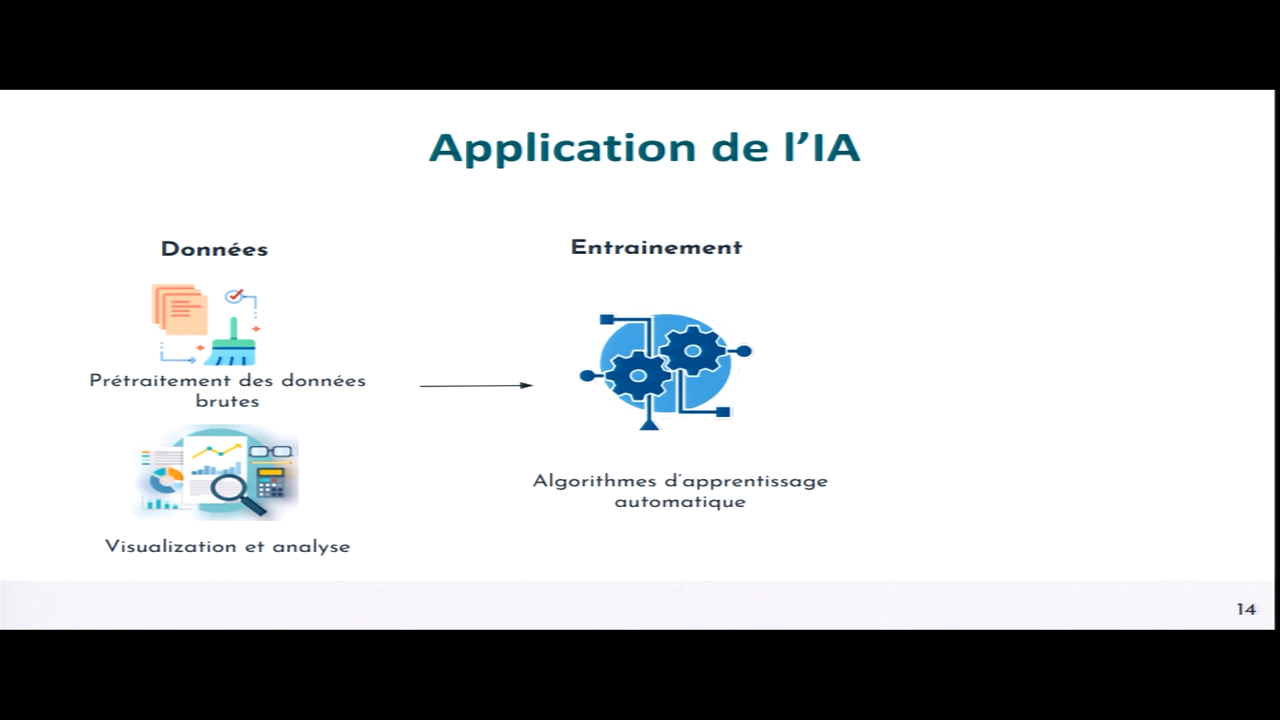 Application de l'IA
Données
Entrainement
Prétraitement des données
brutes
Visualization et analyse
Algorithmes d'apprentissage
automatique
14